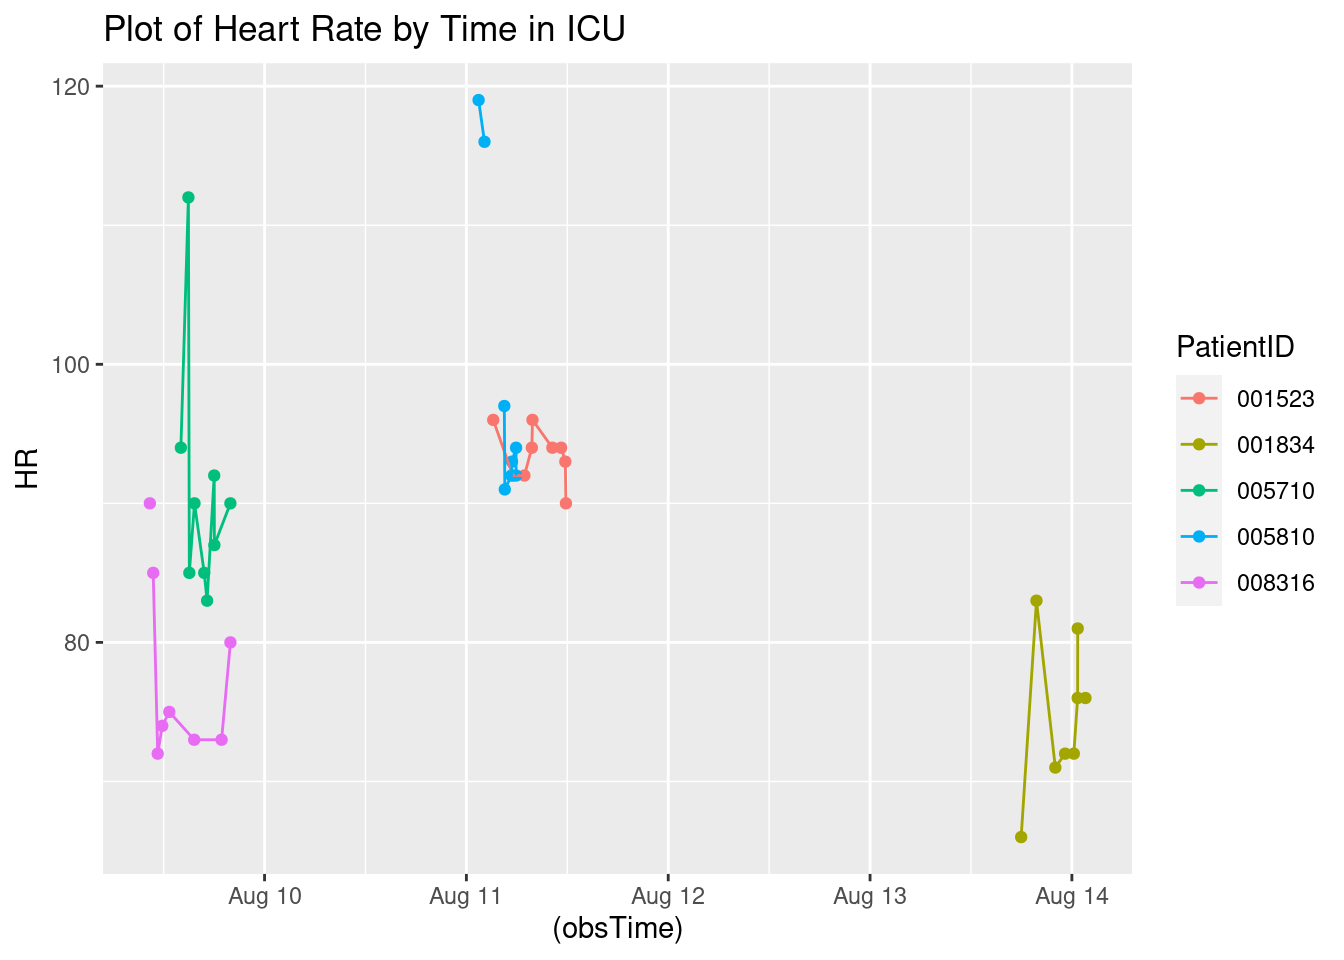 Plot of Heart Rate by Time in ICU
120
100
80
HR
Aug 10
Aug 11
Aug 12
Aug 13
Aug 14
(obsTime)
PatientID
001523
001834
005710
005810
008316